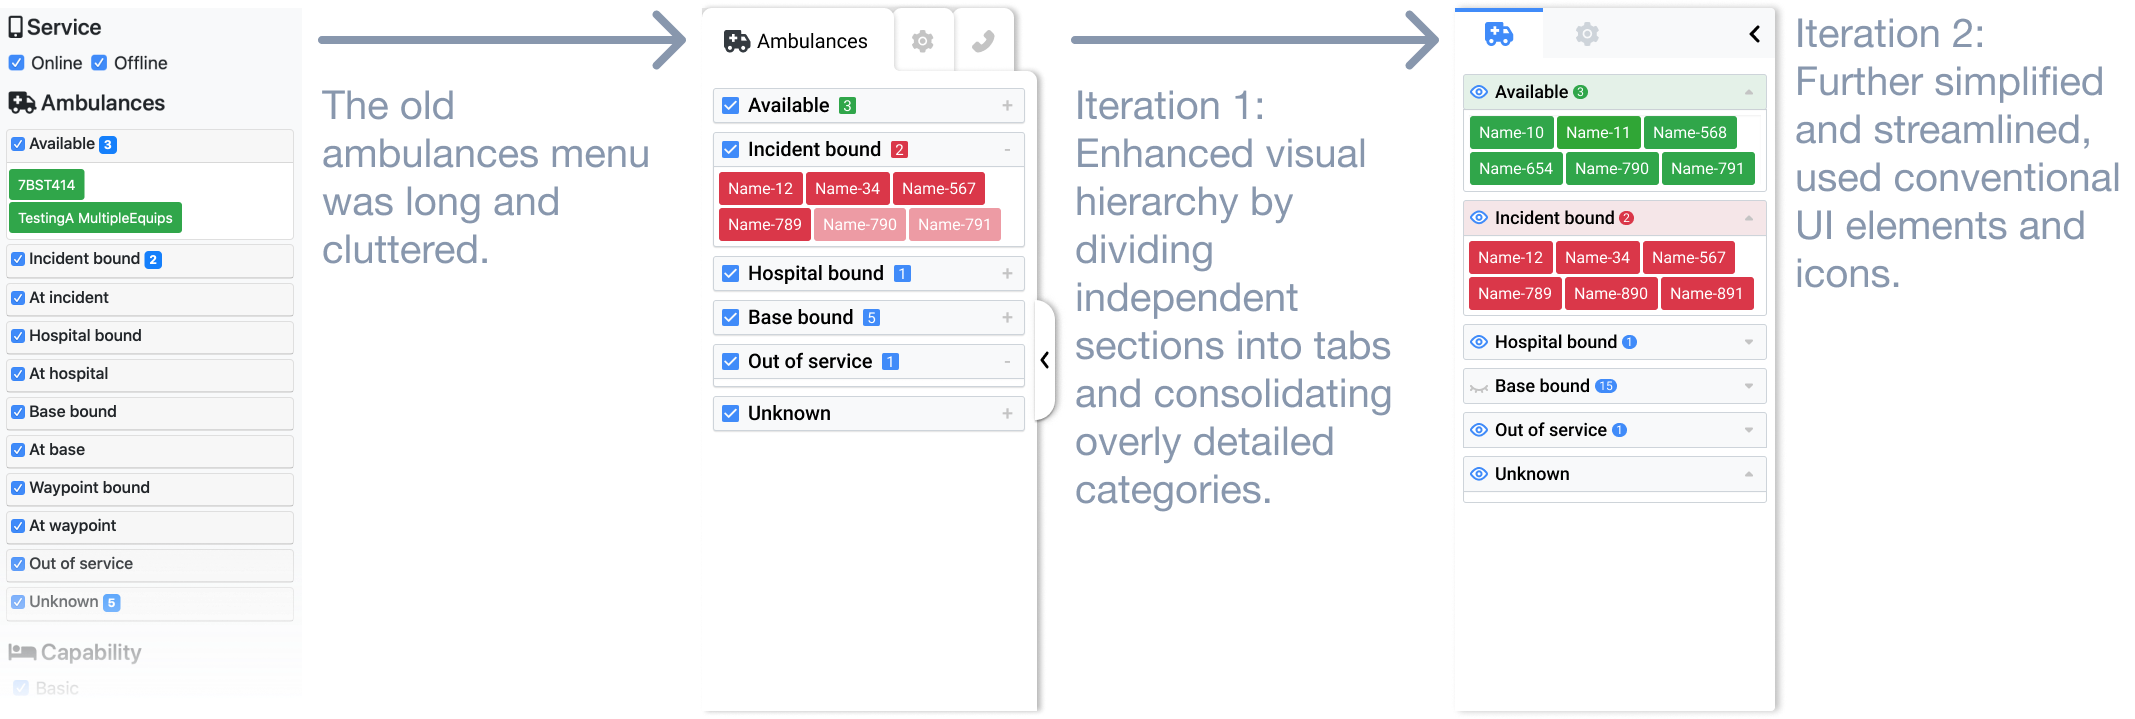 Service
Online Offline
Ambulances
Available 3
7BST414
TestingA MultipleEquips
Incident bound 2
At incident
Hospital bound
At hospital
Base bound
At base
Waypoint bound
At waypoint
Out of service
Unknown 5
Capability
Basic
The old
ambulances menu
was long and
cluttered.
Ambulances
Available 3 +
Incident bound 2 -
Name-12 Name-34 Name-567
Name-789 Name-790 Name-791
Hospital bound 1 +
Base bound 5 +
Out of service 1 -
Unknown +
Iteration 1:
Enhanced visual
hierarchy by
dividing
independent
sections into tabs
and consolidating
overly detailed
categories.
Available 3
Name-10 Name-11 Name-568
Name-654 Name-790 Name-791
Incident bound 2
Name-12 Name-34 Name-567
Name-789 Name-890 Name-891
Hospital bound 1
Base bound 15
Out of service 1
Unknown
Iteration 2:
Further simplified
and streamlined,
used conventional
UI elements and
icons.